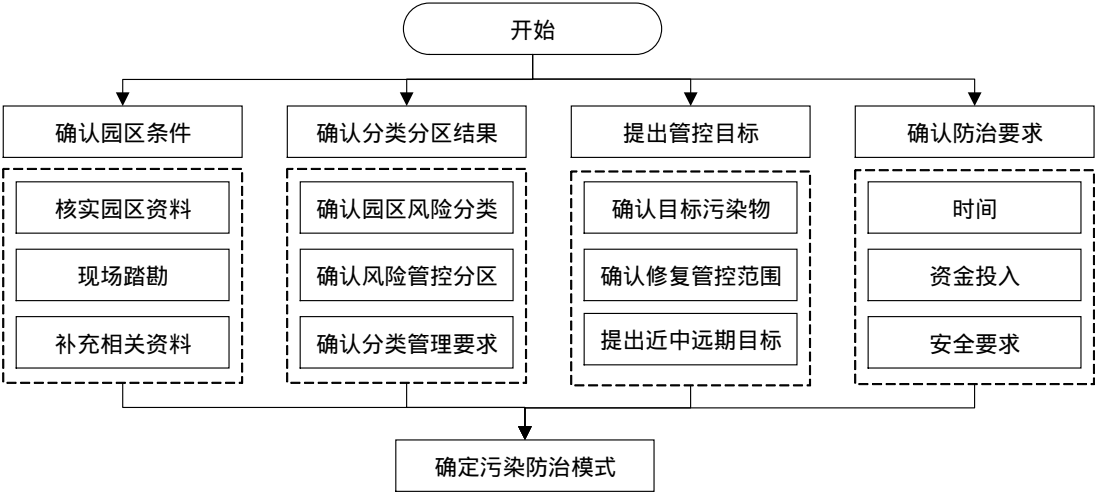 开始
确认园区条件
确认分类分区结果
提出管控目标
确认防治要求
核实园区资料
现场踏勘
补充相关资料
确认园区风险分类
确认风险管控分区
确认分类管理要求
确认目标污染物
确认修复管控范围
提出近中远期目标
时间
资金投入
安全要求
确定污染防治模式